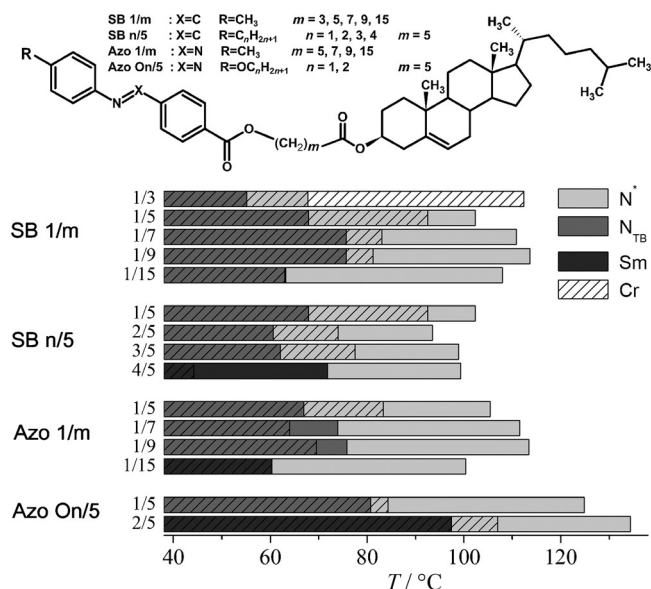 SB 1/m : X=C R=CH3 m = 3, 5, 7, 9, 15
SB n/5 : X=C R=CnH2n+1 n = 1, 2, 3, 4 m = 5
Azo 1/m : X=N R=CH3 m = 5, 7, 9, 15
Azo On/5 : X=N R=OCnH2n+1 n = 1, 2 m = 5
R
N
X
O
O
(CH2)m
O
O
CH3
CH3
CH3
CH3
CH3
SB 1/m
1/3
1/5
1/7
1/9
1/15
SB n/5
1/5
2/5
3/5
4/5
Azo 1/m
1/5
1/7
1/9
1/15
Azo On/5
1/5
2/5
N*
NTB
Sm
Cr
40 60 80 100 120
T / °C